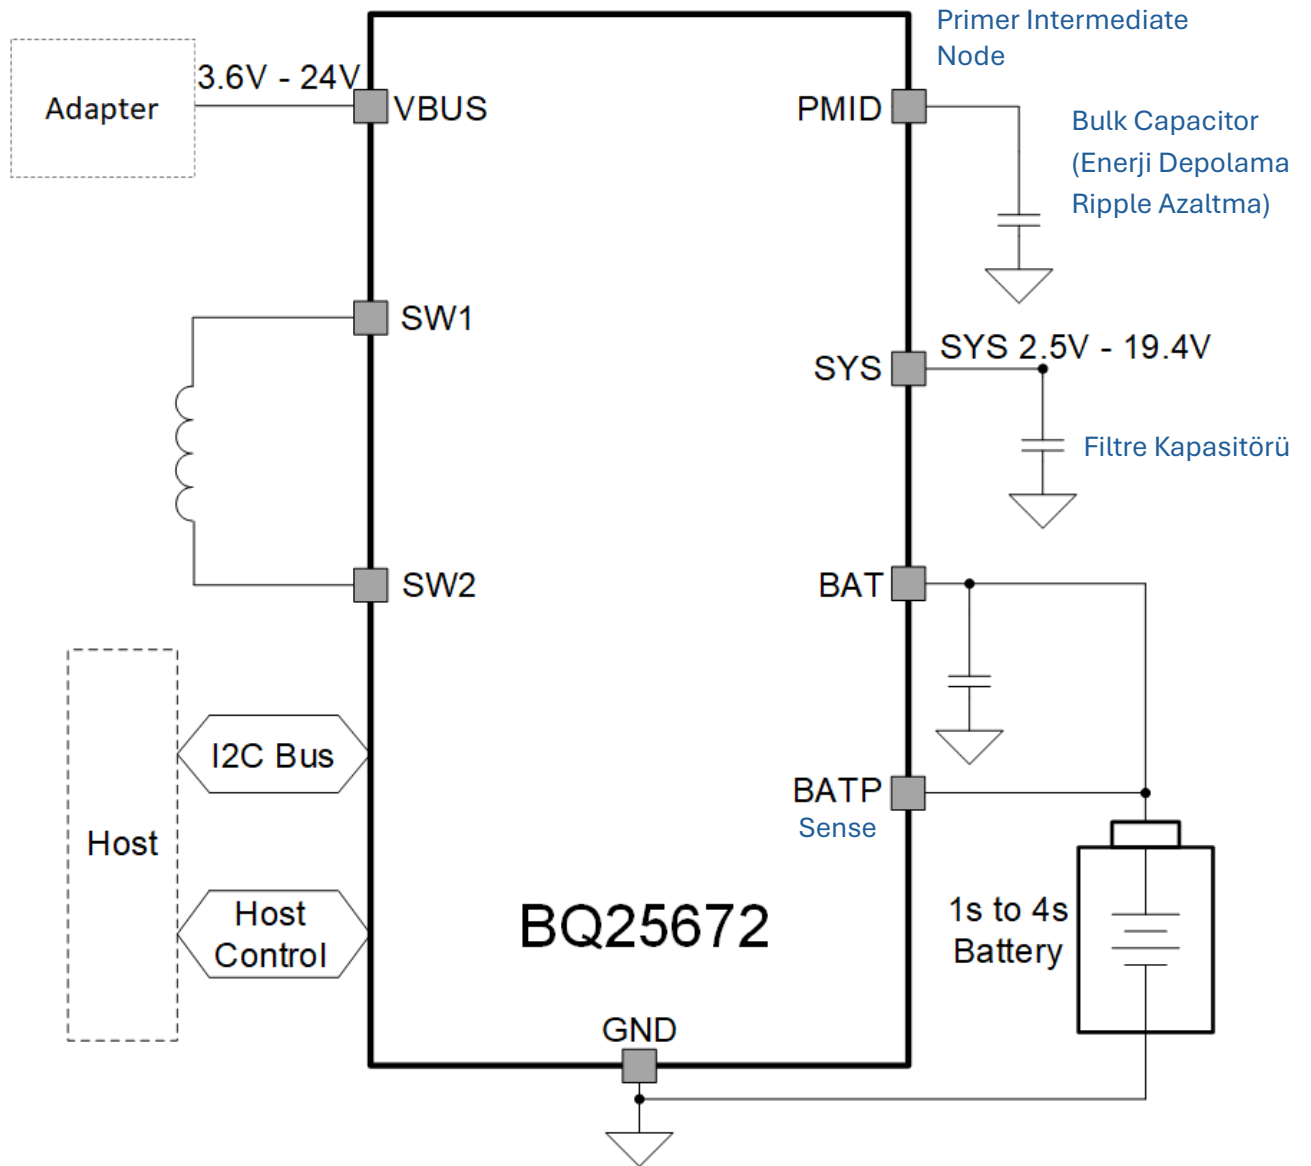 Primer Intermediate
Node
Adapter
3.6V - 24V
VBUS
PMID
Bulk Capacitor
(Enerji Depolama
Ripple Azaltma)
SW1
SYS
SYS 2.5V - 19.4V
Filtre Kapasitörü
SW2
BAT
I2C Bus
BATP
Sense
Host
Host
Control
BQ25672
1s to 4s
Battery
GND